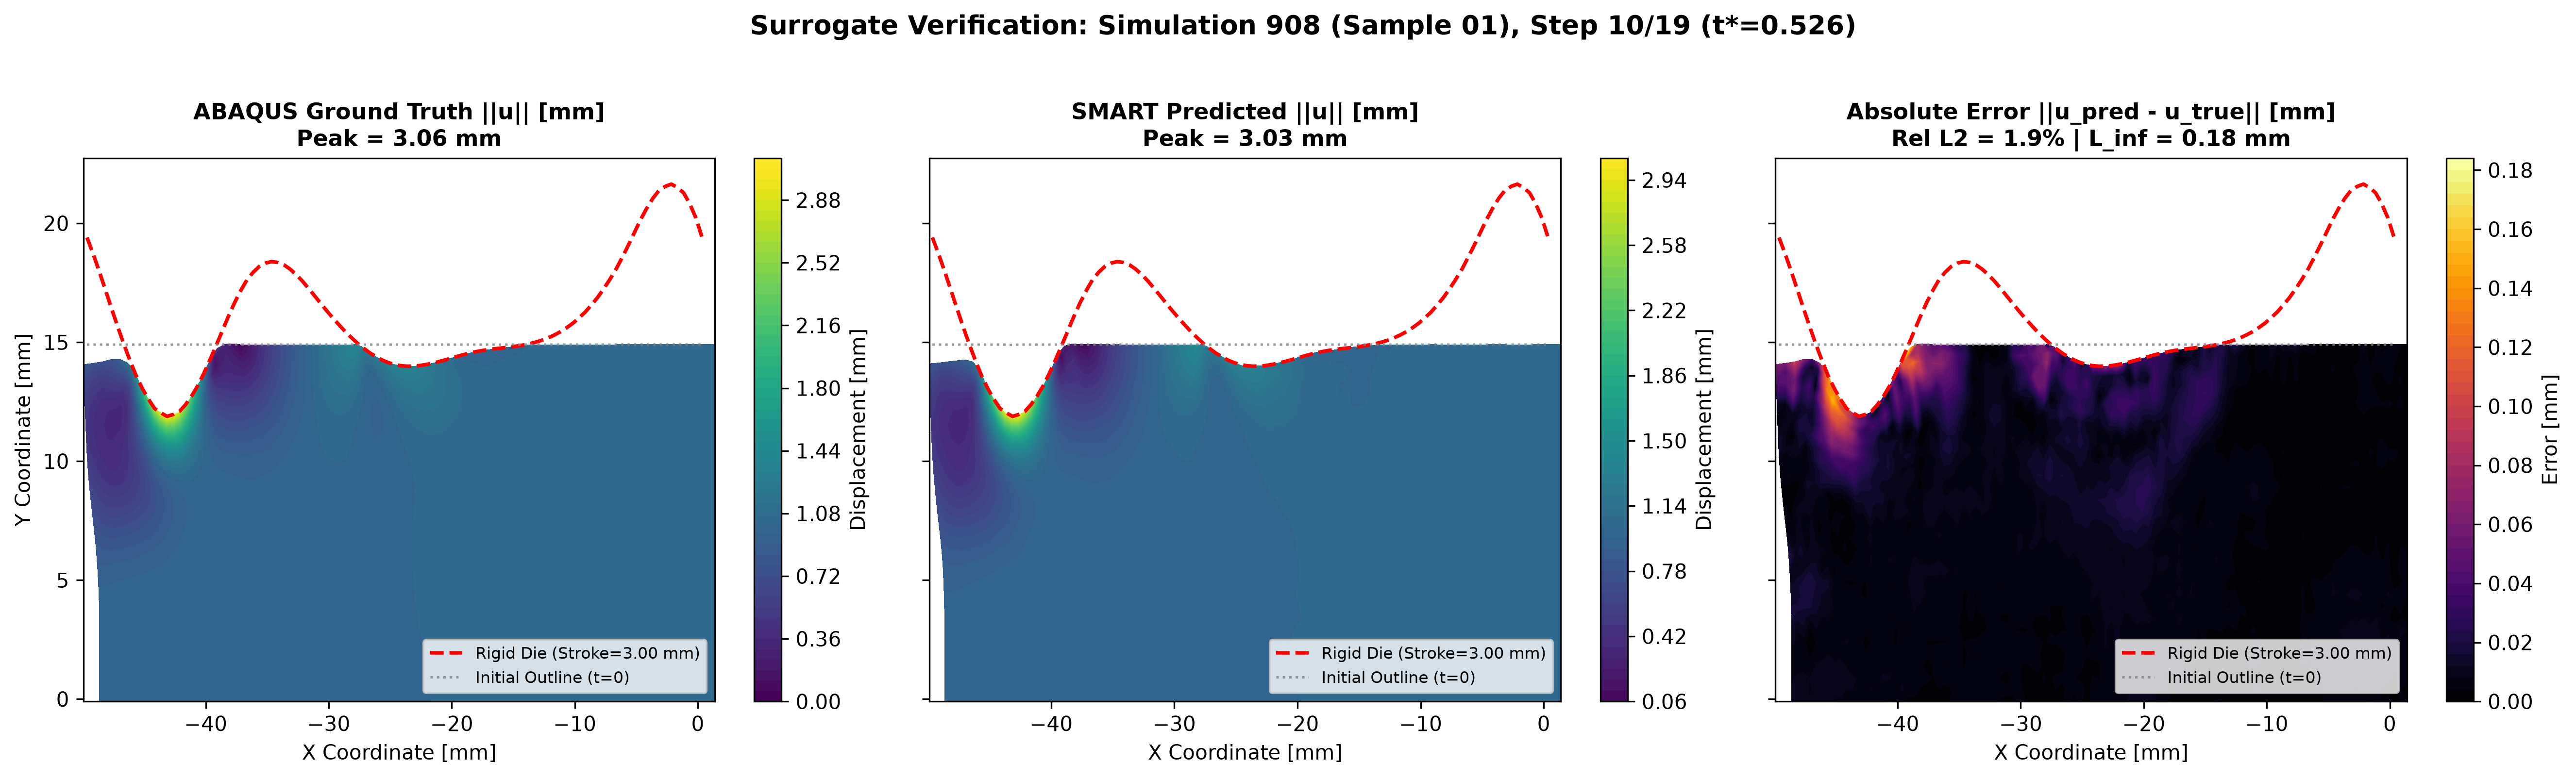 Surrogate Verification: Simulation 908 (Sample 01), Step 10/19 (t*=0.526)
ABAQUS Ground Truth ||u|| [mm]
Peak = 3.06 mm
Y Coordinate [mm]
20
15
10
5
0
−40
−30
−20
−10
0
X Coordinate [mm]
Rigid Die (Stroke=3.00 mm)
Initial Outline (t=0)
2.88
2.52
2.16
1.80
1.44
1.08
0.72
0.36
0.00
Displacement [mm]
SMART Predicted ||u|| [mm]
Peak = 3.03 mm
−40
−30
−20
−10
0
X Coordinate [mm]
Rigid Die (Stroke=3.00 mm)
Initial Outline (t=0)
2.94
2.58
2.22
1.86
1.50
1.14
0.78
0.42
0.06
Displacement [mm]
Absolute Error ||u_pred - u_true|| [mm]
Rel L2 = 1.9% | L_inf = 0.18 mm
−40
−30
−20
−10
0
X Coordinate [mm]
Rigid Die (Stroke=3.00 mm)
Initial Outline (t=0)
0.18
0.16
0.14
0.12
0.10
0.08
0.06
0.04
0.02
0.00
Error [mm]